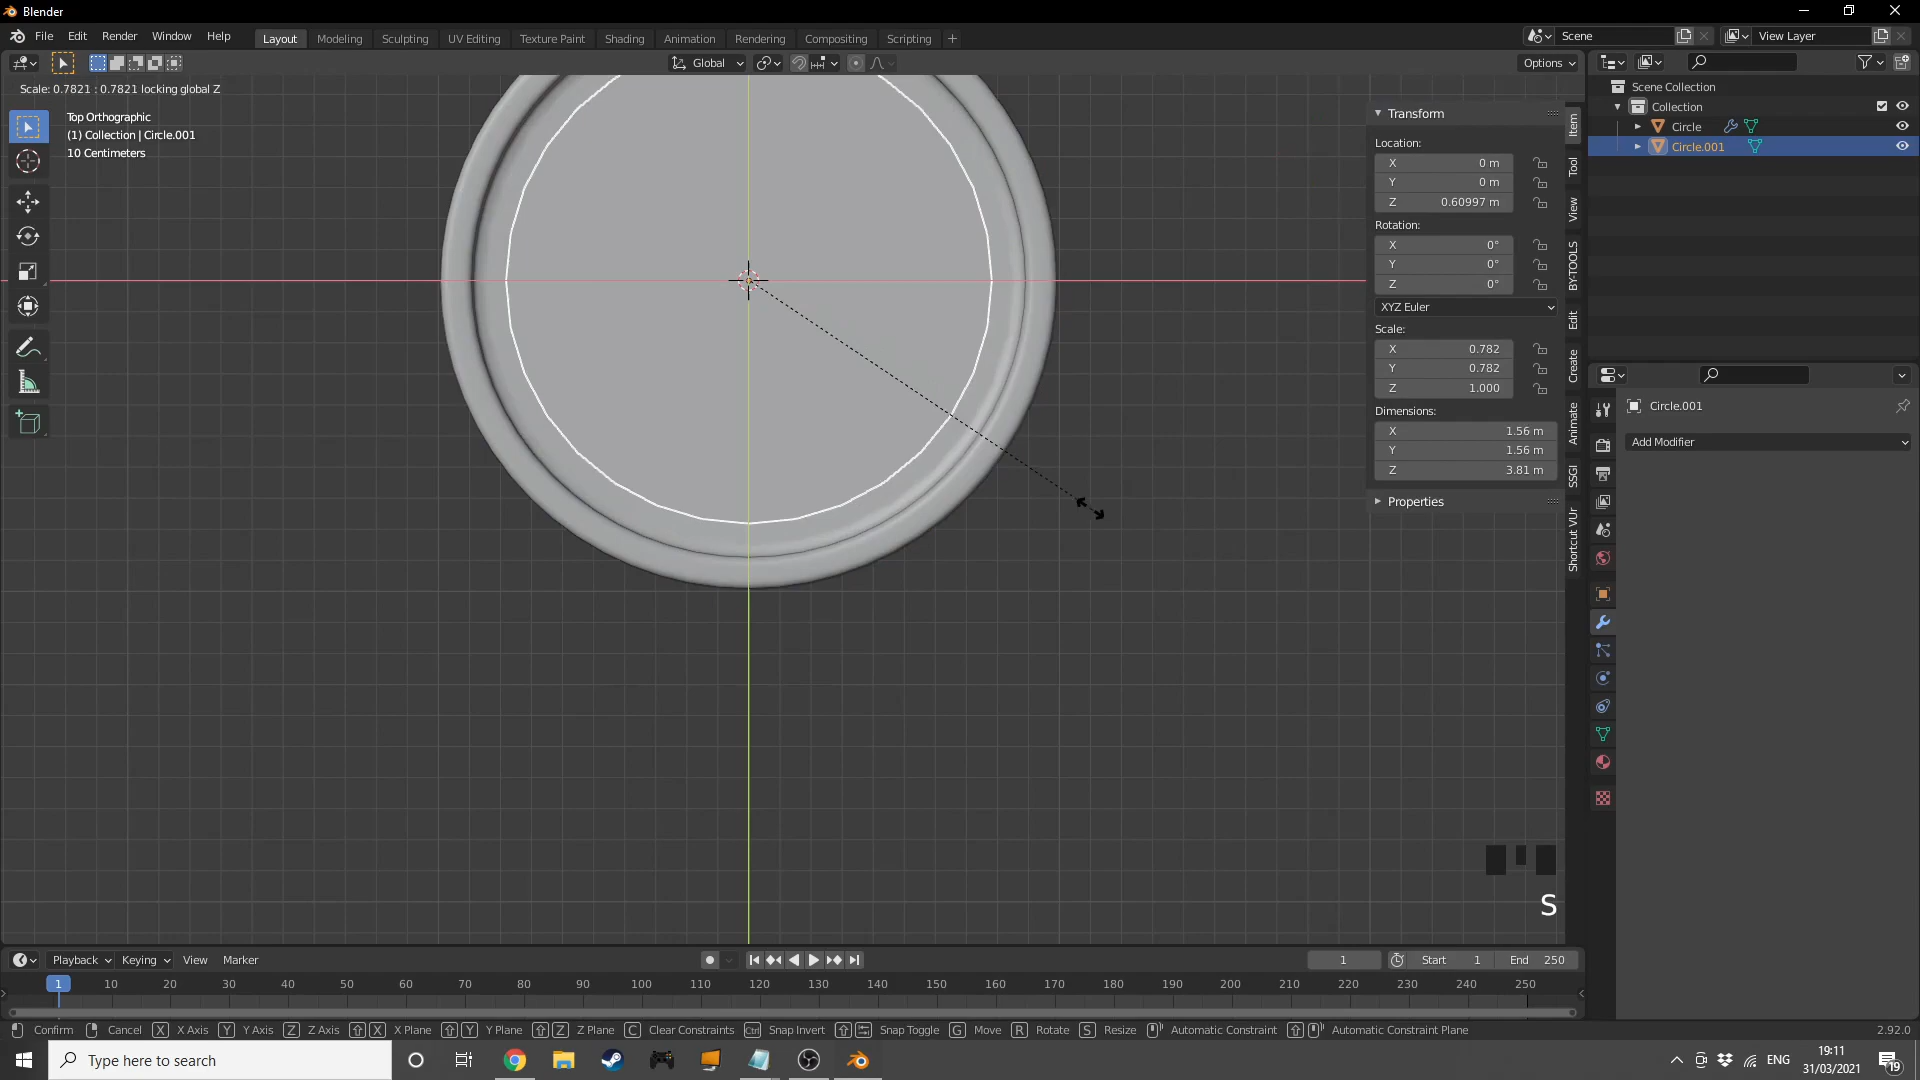 Blender
File Edit Render Window Help
Layout Modeling Sculpting UV Editing Texture Paint Shading Animation Rendering Compositing Scripting
Scene
View Layer
Global
Options
Scale: 0.7821 : 0.7821 locking global Z
Top Orthographic
(1) Collection | Circle.001
10 Centimeters
Transform
Location:
X 0 m
Y 0 m
Z 0.60997 m
Rotation:
X 0°
Y 0°
Z 0°
XYZ Euler
Scale:
X 0.782
Y 0.782
Z 1.000
Dimensions:
X 1.56 m
Y 1.56 m
Z 3.81 m
Properties
Item
Tool
View
BY-TOOLS
Edit
Create
Animate
SSGI
Shortcut VUr
Scene Collection
Collection
Circle
Circle.001
Circle.001
Add Modifier
S
Playback Keying View Marker
1
Start 1
End 250
1 10 20 30 40 50 60 70 80 90 100 110 120 130 140 150 160 170 180 190 200 210 220 230 240 250
Confirm Cancel X X Axis Y Y Axis Z Z Axis X X Plane Y Y Plane Z Z Plane C Clear Constraints Ctrl Snap Invert Snap Toggle G Move R Rotate S Resize Automatic Constraint Automatic Constraint Plane
2.92.0
Type here to search
ENG
19:11
31/03/2021
19